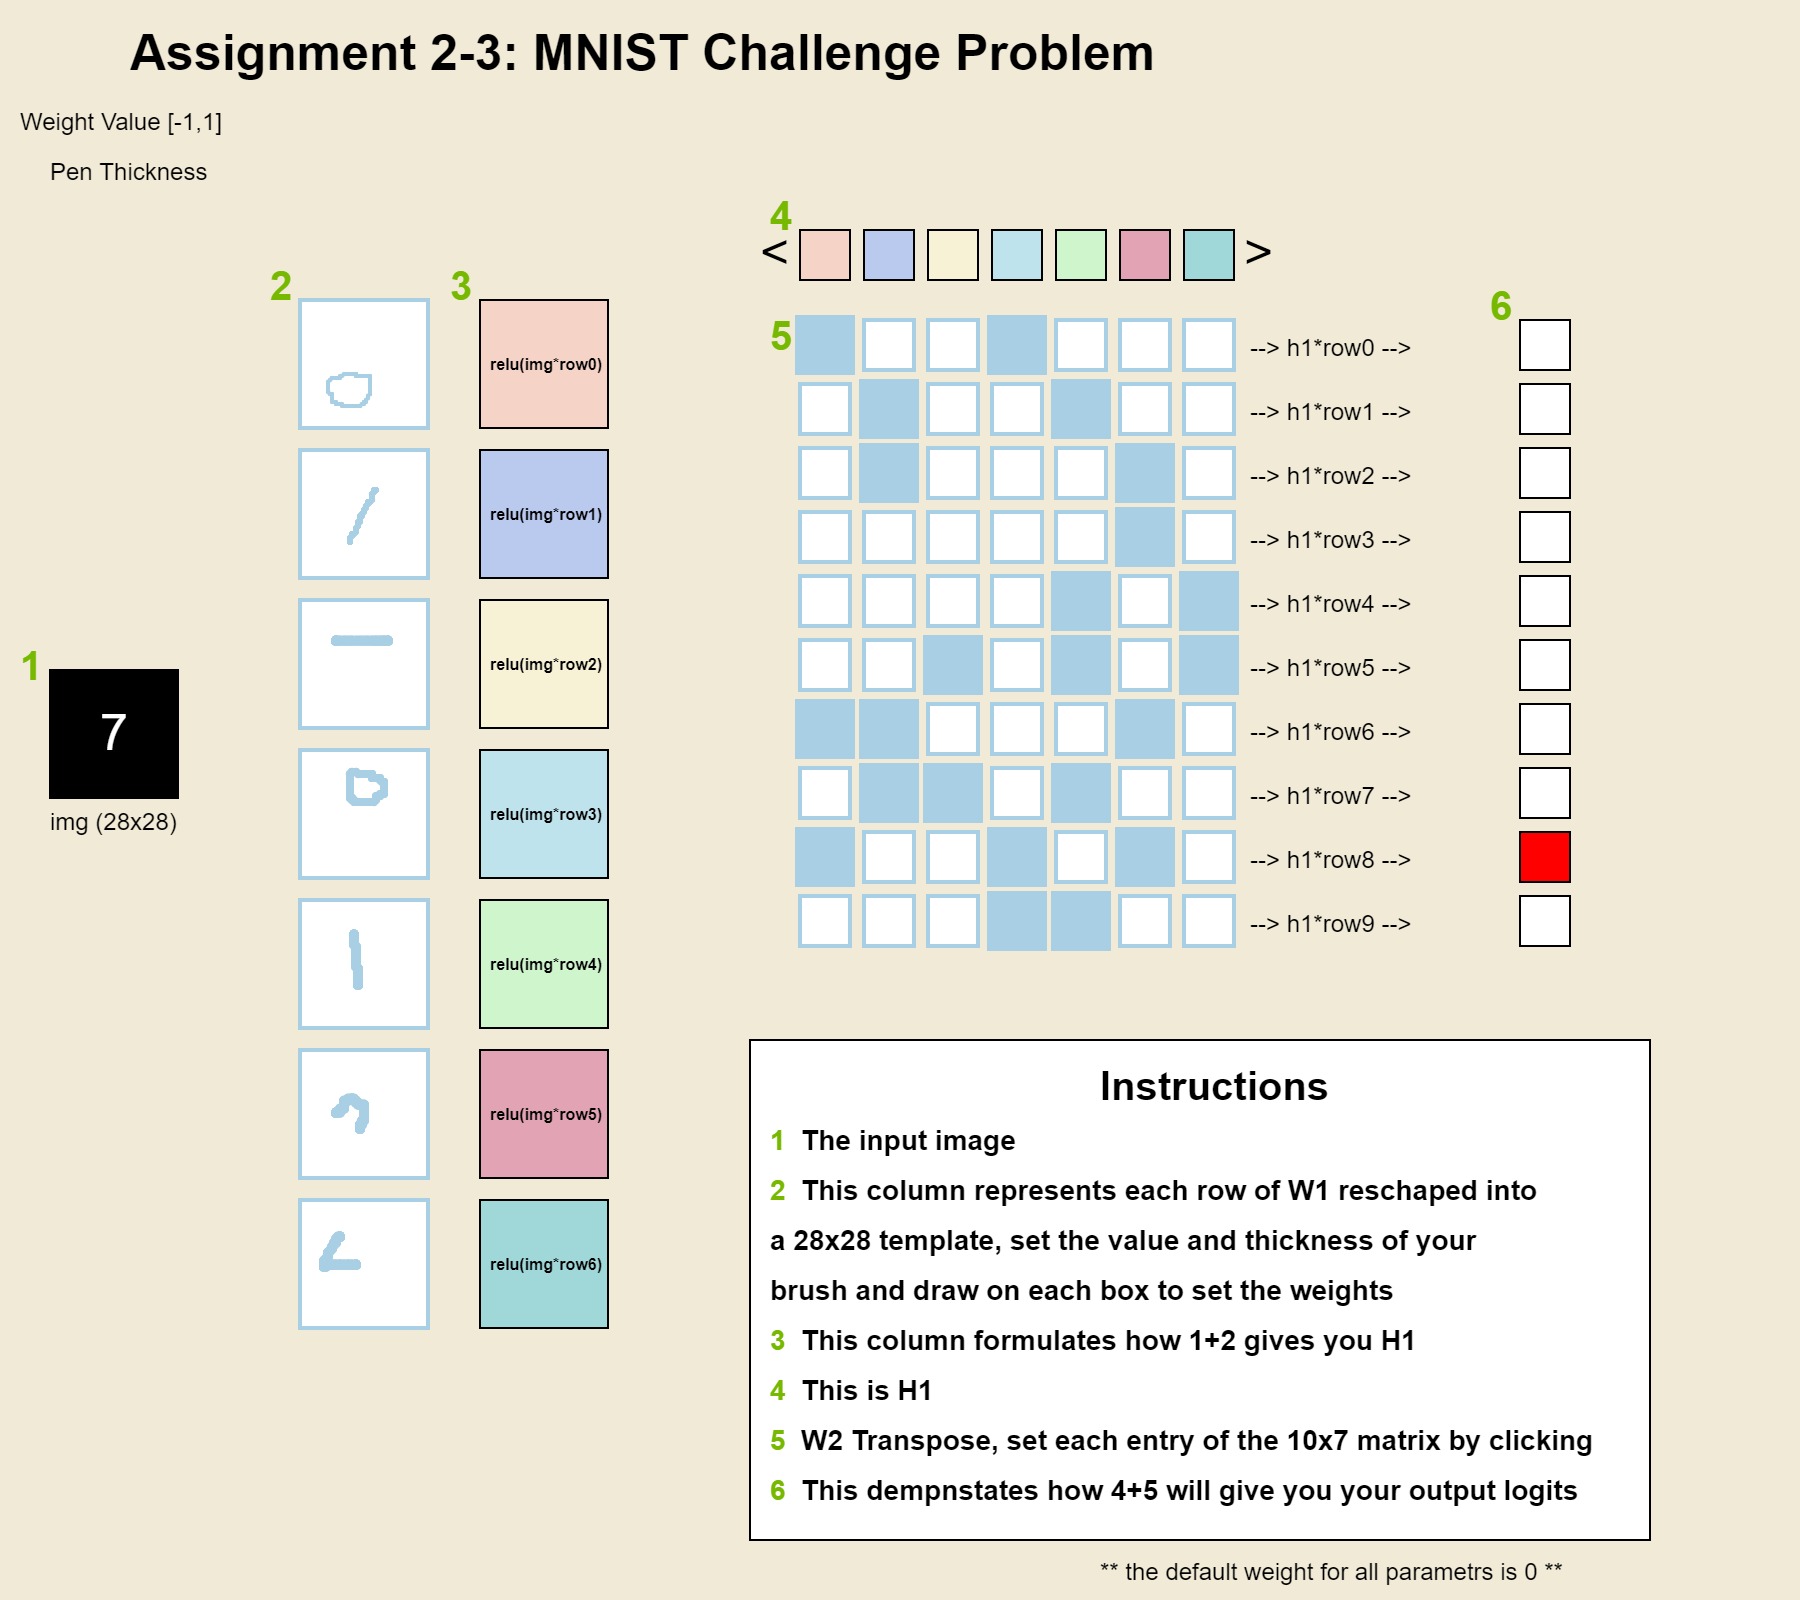 Assignment 2-3: MNIST Challenge Problem
Weight Value [-1,1]
Pen Thickness
4
< >
2
3
relu(img*row0)
relu(img*row1)
relu(img*row2)
relu(img*row3)
relu(img*row4)
relu(img*row5)
relu(img*row6)
1
7
img (28x28)
5
6
--> h1*row0 -->
--> h1*row1 -->
--> h1*row2 -->
--> h1*row3 -->
--> h1*row4 -->
--> h1*row5 -->
--> h1*row6 -->
--> h1*row7 -->
--> h1*row8 -->
--> h1*row9 -->
Instructions
1 The input image
2 This column represents each row of W1 reschaped into
a 28x28 template, set the value and thickness of your
brush and draw on each box to set the weights
3 This column formulates how 1+2 gives you H1
4 This is H1
5 W2 Transpose, set each entry of the 10x7 matrix by clicking
6 This dempnstates how 4+5 will give you your output logits
** the default weight for all parametrs is 0 **